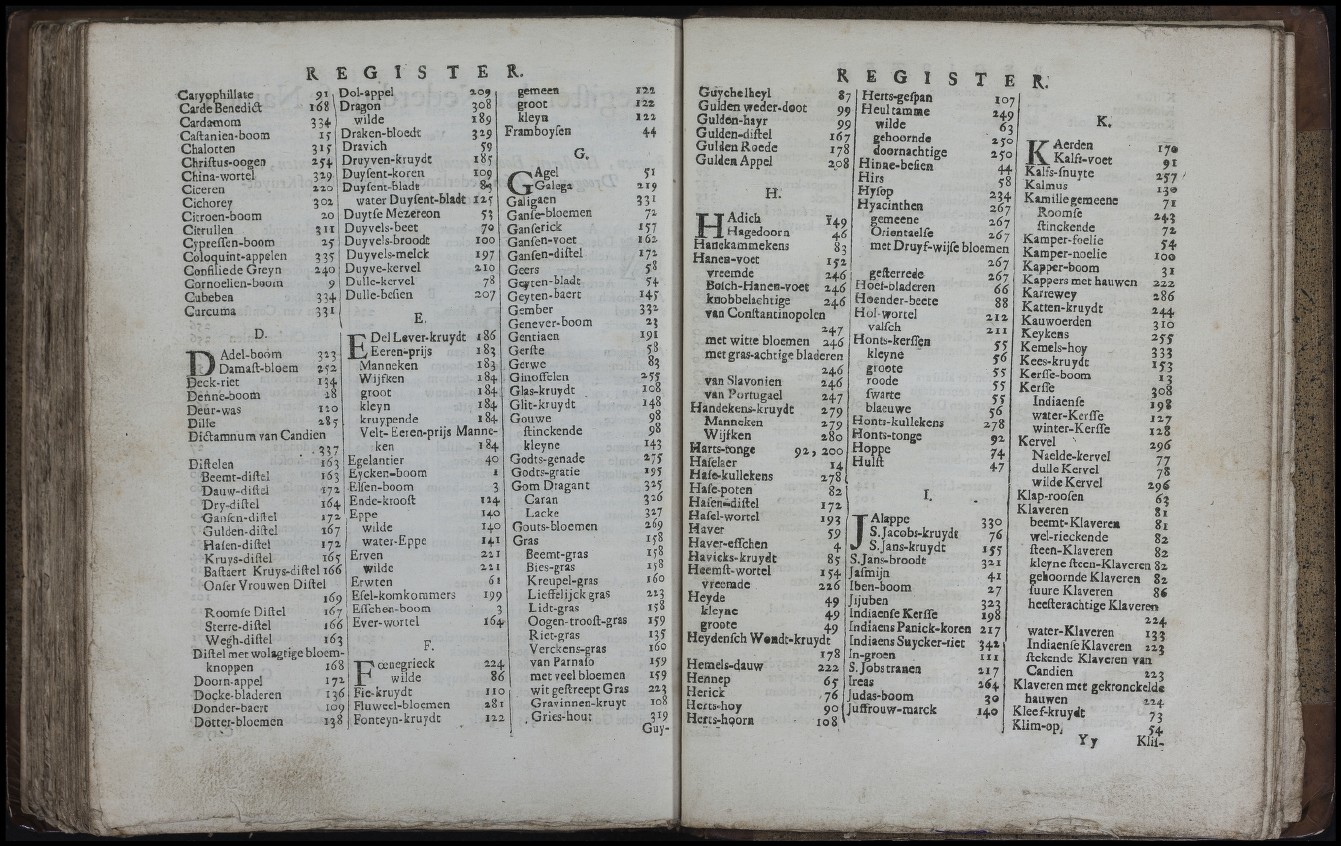 REGISTER.
Caryophillate 91
Carde Benedict 168
Cardamom 334
Castanien-boom 15
Chalotten 315
Christus-oogen 254
China-wortel 329
Ciceren 220
Cichorey 302
Citroen-boom 20
Citrullen 311
Cypressen-boom 25
Coloquint-appelen 335
Confiliede Greyn 240
Cornoelien-boom 9
Cubeben 334
Curcuma 331
D.
DAdel-boom 323
Damast-bloem 252
Deck-riet 134
Denne-boom 28
Deur-was 120
Dille 285
Dictamnum van Candien
337
Distelen 163
Beemt-distel 163
Dauw-distel 172
Dry-distel 164
Gansen-distel 172
Gulden-distel 167
Hasen-distel 172
Kruys-distel 165
Bastaert Kruys-distel 166
Onser Vrouwen Distel
169
Roomse Distel 167
Sterre-distel 166
Wegh-distel 163
Distel met wolagtige bloem-
knoppen 168
Doorn-appel 172
Docke-bladeren 136
Donder-baert 109
Dotter-bloemen 138
Dol-appel 209
Dragon 308
wilde 189
Draken-bloedt 329
Dravich 59
Druyven-kruydt 185
Duysent-koren 109
Duysent-bladt 89
water Duysent-bladt 125
Duytse Mezereon 53
Duyvels-beet 70
Duyvels-broodt 100
Duyvels-melck 197
Duyve-kervel 210
Dulle-kervel 78
Dulle-besien 207
E.
EDel Lever-kruydt 186
Eeren-prijs 183
Manneken 183
Wijfken 184
groot 184
kleyn 184
kruypende 184
Velt-Eeren-prijs Manne-
ken 184
Egelantier 40
Eycken-boom 1
Elsen-boom 3
Ende-krooft 124
Eppe 140
wilde 140
water-Eppe 141
Erven 221
wilde 221
Erwten 61
Esel-komkommers 199
Esschen-boom 3
Ever-wortel 164
F.
Foenegrieck 224
wilde 86
Fic-kruydt 110
Fluweel-bloemen 281
Fonteyn-kruydt 122
gemeen 122
groot 122
kleyn 122
Framboysen 44
G.
GAgel 51
Galega 219
Galigaen 331
Ganse-bloemen 72
Ganserick 157
Gansen-voet 162
Gansen-distel 172
Geers 58
Geyten-bladt 54
Geyten-baert 145
Gember 332
Genever-boom 23
Gentiaen 191
Gerste 58
Gerwe 83
Ginoffelen 255
Glas-kruydt 108
Glit-kruydt 148
Gouwe 98
stinckende 98
kleyne 143
Godts-genade 275
Godts-gratie 195
Gom Dragant 325
Caran 326
Lacke 327
Gouts-bloemen 269
Gras 158
Beemt-gras 158
Bies-gras 158
Kreupel-gras 160
Lieffelijck gras 223
Lidt-gras 158
Oogen-troost-gras 159
Riet-gras 135
Verckens-gras 160
van Parnaso 159
met veel bloemen 159
wit gestreept Gras 223
Gravinnen-kruyt 108
Gries-hout 319
Guy-
REGISTER.
Guychelheyl 87
Gulden weder-doot 99
Gulden-hayr 99
Gulden-distel 167
Gulden Roede 178
Gulden Appel 208
H.
HAdich 149
Hagedoorn 46
Hanekammekens 83
Hanen-voet 152
vreemde 246
Bosch-Hanen-voet 246
knobbelachtige 246
van Constantinopolen
247
met witte bloemen 246
met gras-achtige bladeren
246
van Slavonien 246
van Portugael 247
Handekens-kruydt 279
Manneken 279
Wijfken 280
Harts-tonge 92, 200
Haselaer 14
Hase-kullekens 278
Hase-poten 82
Hasen-distel 172
Hasel-wortel 193
Haver 59
Haver-esschen 4
Havicks-kruydt 85
Heemst-wortel 154
vreemde 226
Heyde 49
kleyne 49
groote 49
Heydensch Wondt-kruydt
178
Hemels-dauw 222
Hennep 65
Herick 76
Herts-hoy 90
Herts-hoorn 108
Herts-gespan 107
Heul tamme 249
wilde 63
gehoornde 250
doornachtige 250
Hinne-besien 44
Hirs 58
Hysop 234
Hyacinthen 267
gemeene 267
Orientaelse 267
met Druyf-wijse bloemen
267
gesterrede 267
Hoef-bladeren 66
Hoender-beete 88
Hol-wortel 212
valsch 211
Honts-kerssen 55
kleyne 56
groote 55
roode 55
swarte 55
blaeuwe 56
Honts-kullekens 278
Honts-tonge 92
Hoppe 74
Hulst 47
I.
JAlappe 330
S. Jacobs-kruydt 76
S. Jans-kruydt 155
S. Jans-broodt 321
Jasmijn 41
Iben-boom 27
Jijuben 323
Indiaense Kersse 198
Indiaens Panick-koren 217
Indiaens Suycker-riet 342
In-groen 111
S. Jobs tranen 217
Ireas 264
Judas-boom 30
Juffrouw-marck 140
K.
KAerden 170
Kalfs-voet 91
Kalfs-snuyte 257
Kalmus 130
Kamille gemeene 71
Roomse 243
stinckende 72
Kamper-foelie 54
Kamper-noelie 100
Kapper-boom 31
Kappers met hauwen 222
Karrewey 286
Katten-kruydt 244
Kauwoerden 310
Keykens 255
Kemels-hoy 333
Kees-kruydt 153
Kersse-boom 13
Kersse 308
Indiaense 198
water-Kersse 127
winter-Kersse 128
Kervel 296
Naelde-kervel 77
dulle Kervel 78
wilde Kervel 296
Klap-roosen 63
Klaveren 81
beemt-Klaveren 81
wel-rieckende 82
steen-Klaveren 82
kleyne steen-Klaveren 82
gehoornde Klaveren 82
suure Klaveren 86
heesterachtige Klaveren
224
water-Klaveren 133
Indiaense Klaveren 223
stekende Klaveren van
Candien 223
Klaveren met gekronckelde
hauwen 224
Kleef-kruydt 73
Klim-op, 54
Yy Klis-